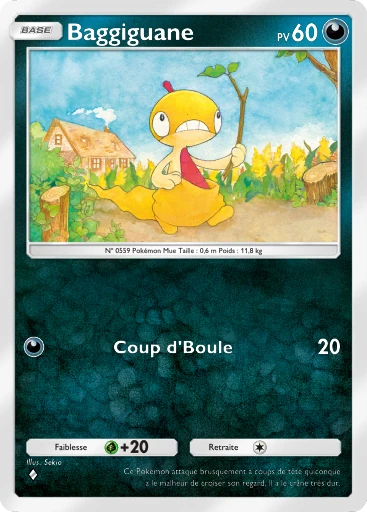 BASE Baggiguane PV 60
N° 0559 Pokémon Mue Taille : 0,6 m Poids : 11,8 kg
Coup d'Boule 20
Faiblesse +20 Retraite
Illus. Sekio
Ce Pokémon attaque brusquement à coups de tête quiconque
a le malheur de croiser son regard. Il a le crâne très dur.